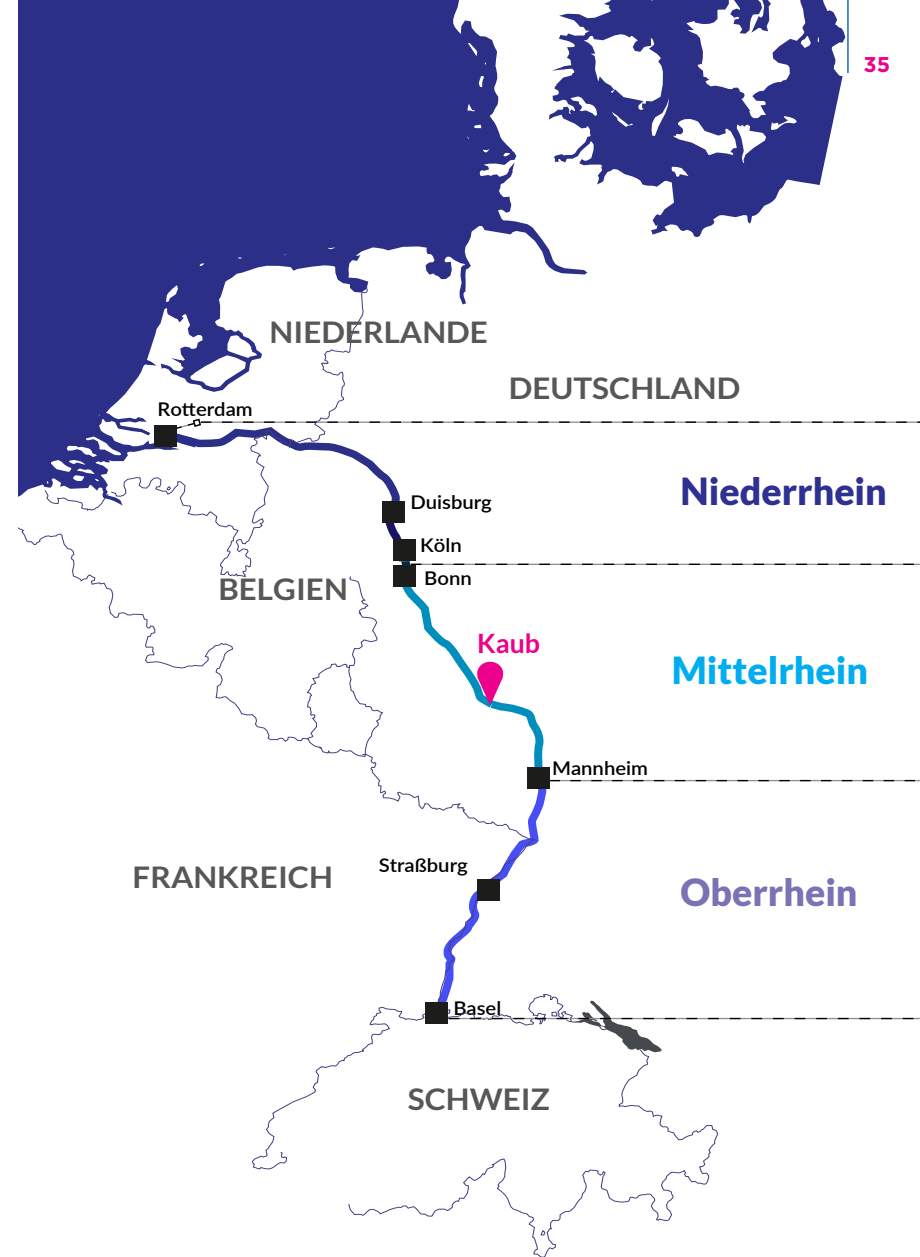 35
NIEDERLANDE
DEUTSCHLAND
Rotterdam
Niederrhein
Duisburg
Köln
Bonn
BELGIEN
Kaub
Mittelrhein
Mannheim
Straßburg
FRANKREICH
Oberrhein
Basel
SCHWEIZ